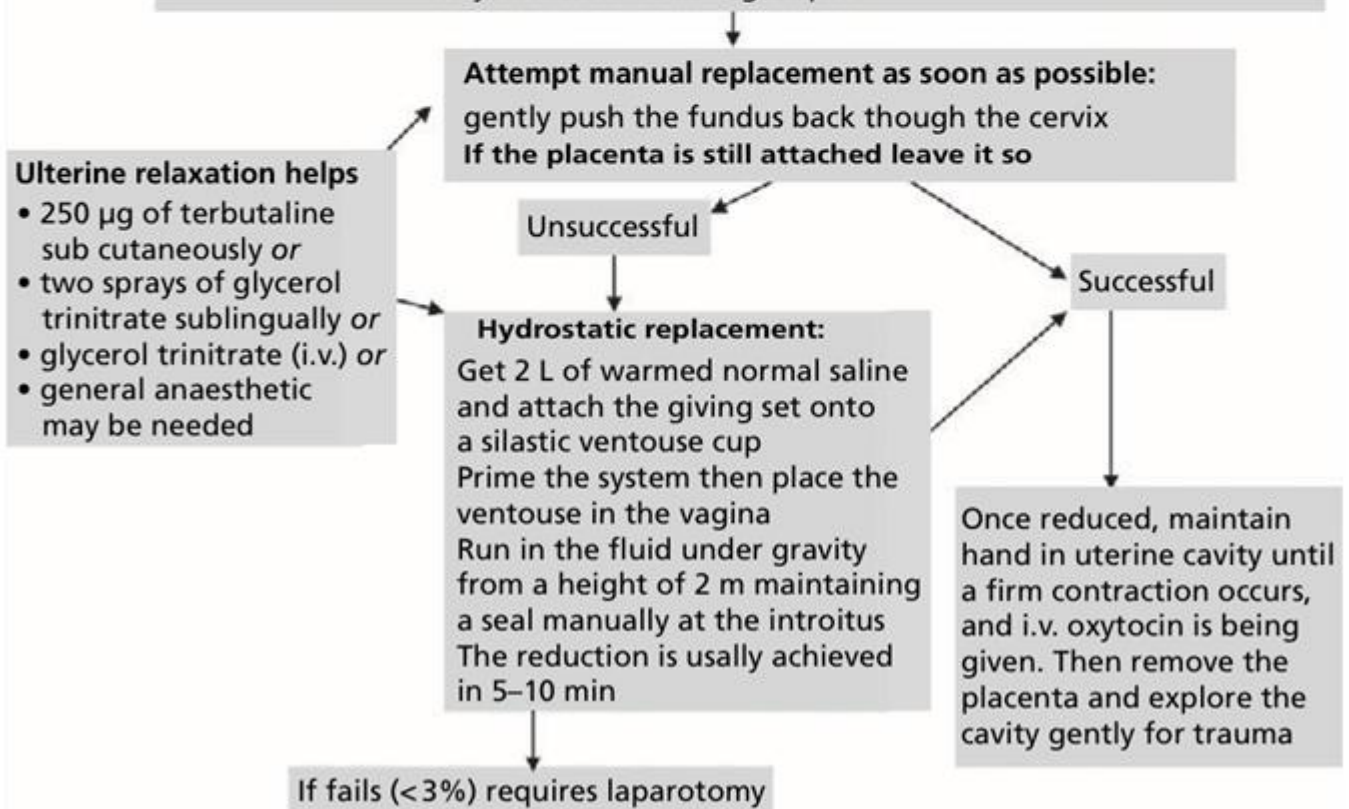 Attempt manual replacement as soon as possible:
gently push the fundus back though the cervix
If the placenta is still attached leave it so
Ulterine relaxation helps
• 250 µg of terbutaline
sub cutaneously or
• two sprays of glycerol
trinitrate sublingually or
• glycerol trinitrate (i.v.) or
• general anaesthetic
may be needed
Unsuccessful
Successful
Hydrostatic replacement:
Get 2 L of warmed normal saline
and attach the giving set onto
a silastic ventouse cup
Prime the system then place the
ventouse in the vagina
Run in the fluid under gravity
from a height of 2 m maintaining
a seal manually at the introitus
The reduction is usally achieved
in 5–10 min
Once reduced, maintain
hand in uterine cavity until
a firm contraction occurs,
and i.v. oxytocin is being
given. Then remove the
placenta and explore the
cavity gently for trauma
If fails (<3%) requires laparotomy